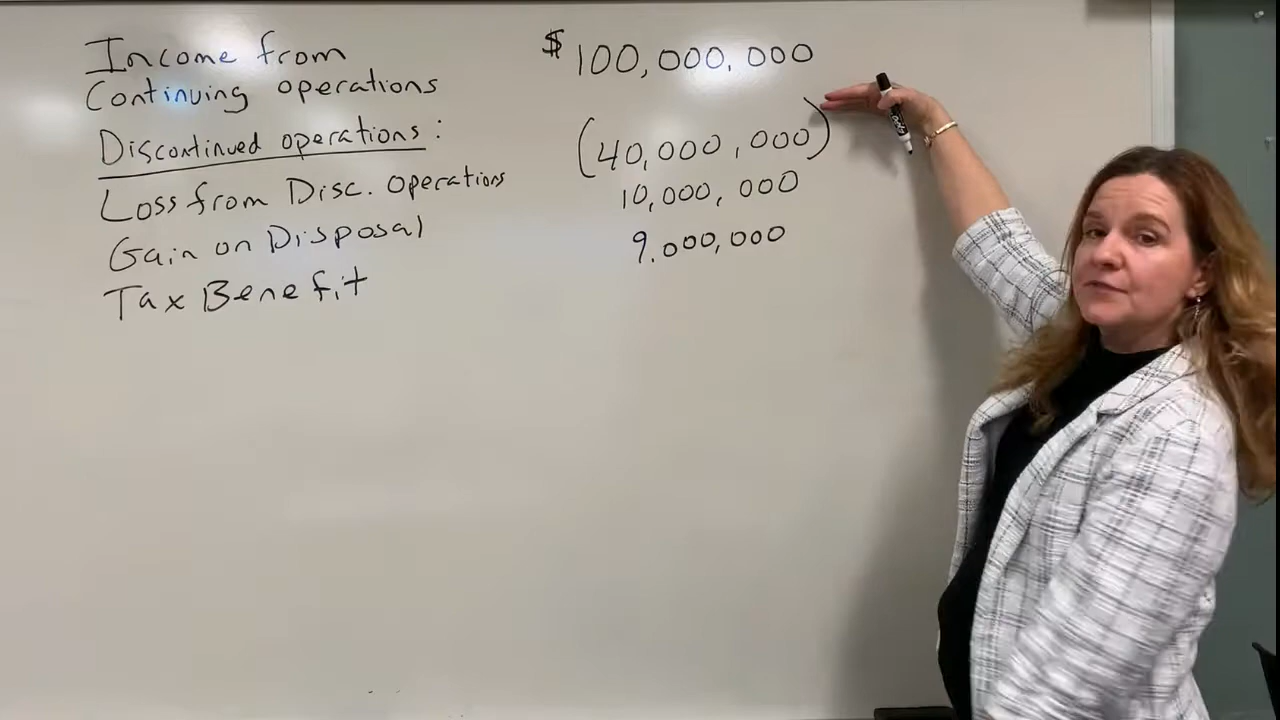 Income from $ 100,000,000
Continuing operations
Discontinued operations: (40,000,000)
Loss from Disc. operations 10,000,000
Gain on Disposal 9,000,000
Tax Benefit